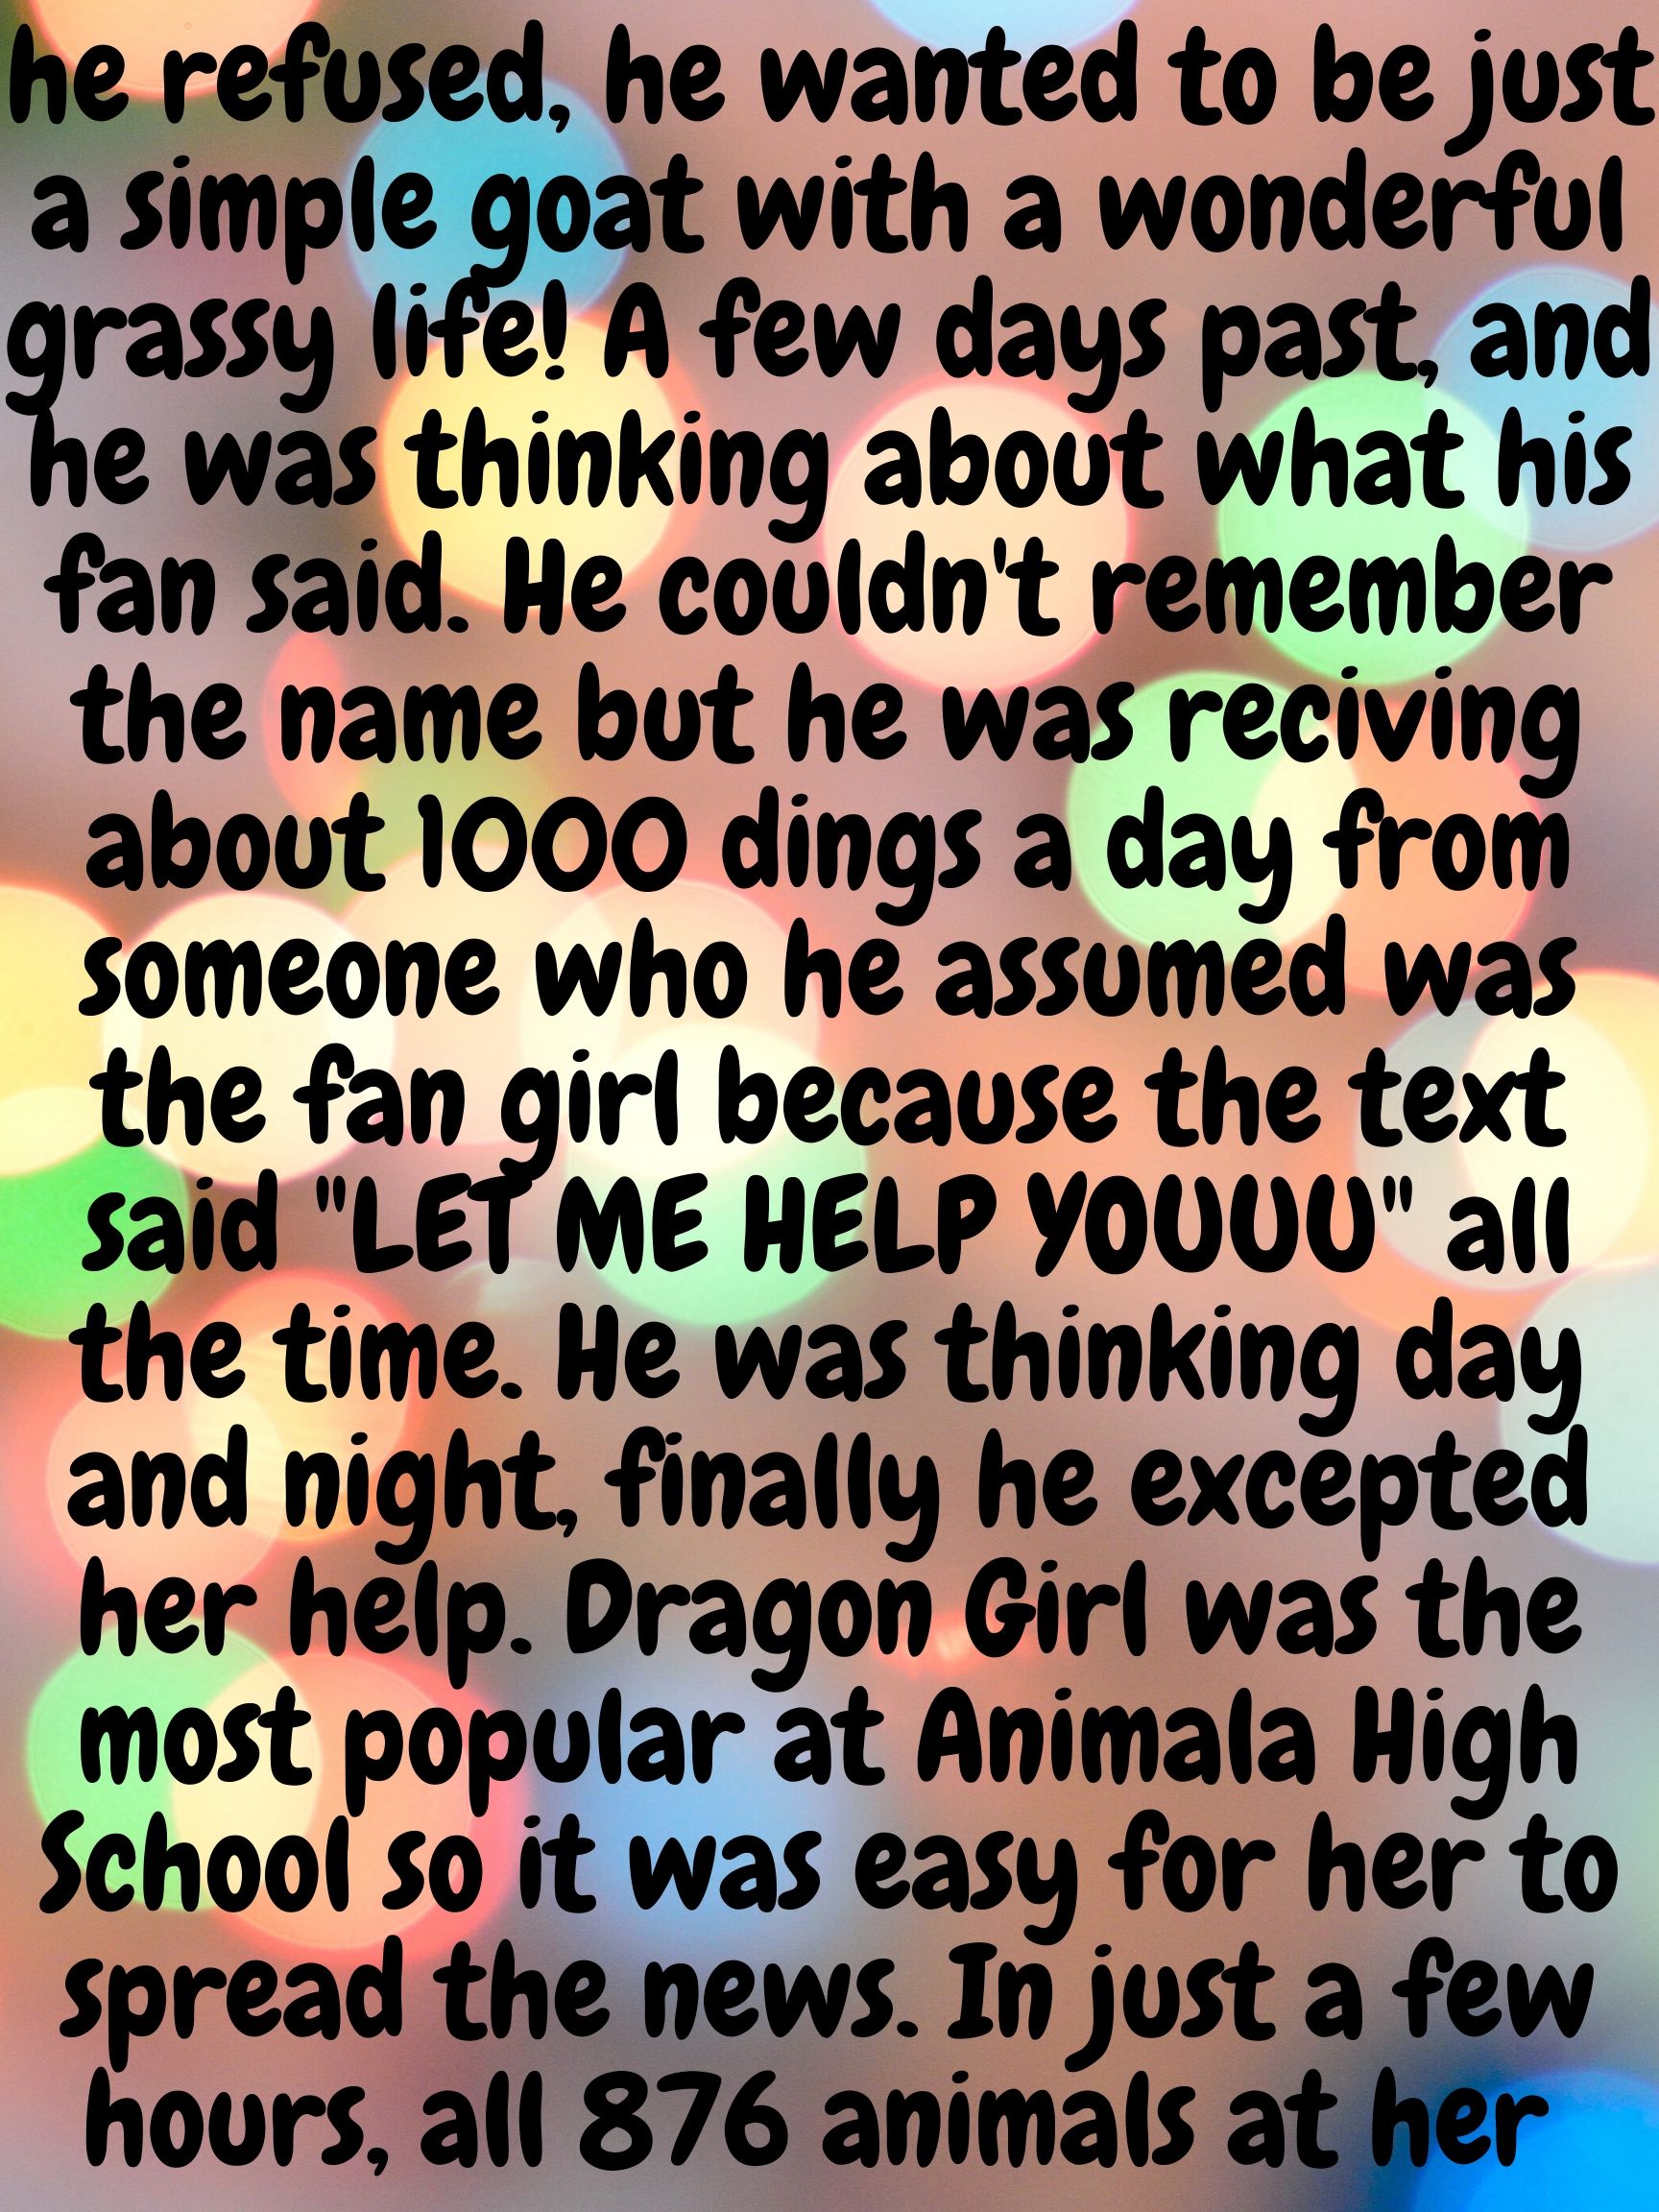 he refused, he wanted to be just
a simple goat with a wonderful
grassy life! A few days past, and
he was thinking about what his
fan said. He couldn't remember
the name but he was reciving
about 1000 dings a day from
someone who he assumed was
the fan girl because the text
said "LET ME HELP YOUUU" all
the time. He was thinking day
and night, finally he excepted
her help. Dragon Girl was the
most popular at Animala High
School so it was easy for her to
spread the news. In just a few
hours, all 876 animals at her